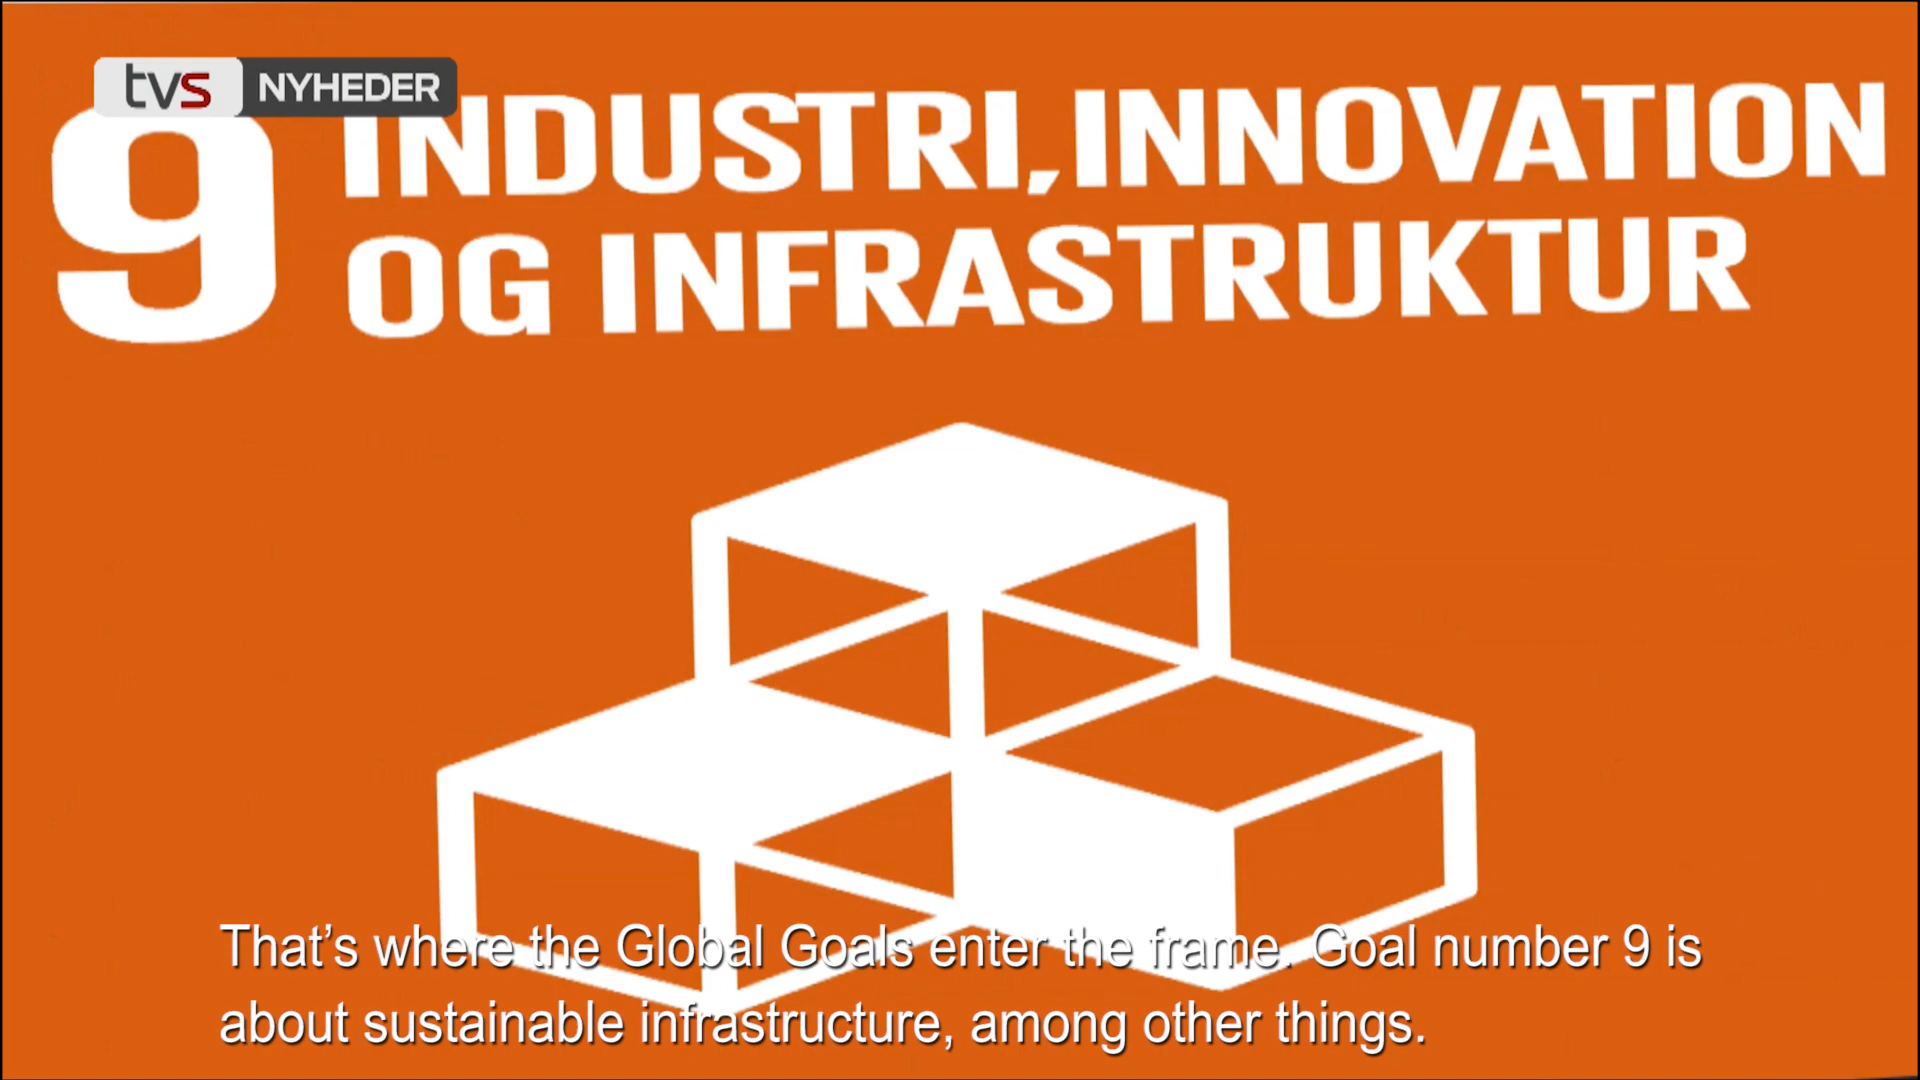 tvs NYHEDER
9 INDUSTRI, INNOVATION
OG INFRASTRUKTUR
That’s where the Global Goals enter the frame. Goal number 9 is
about sustainable infrastructure, among other things.